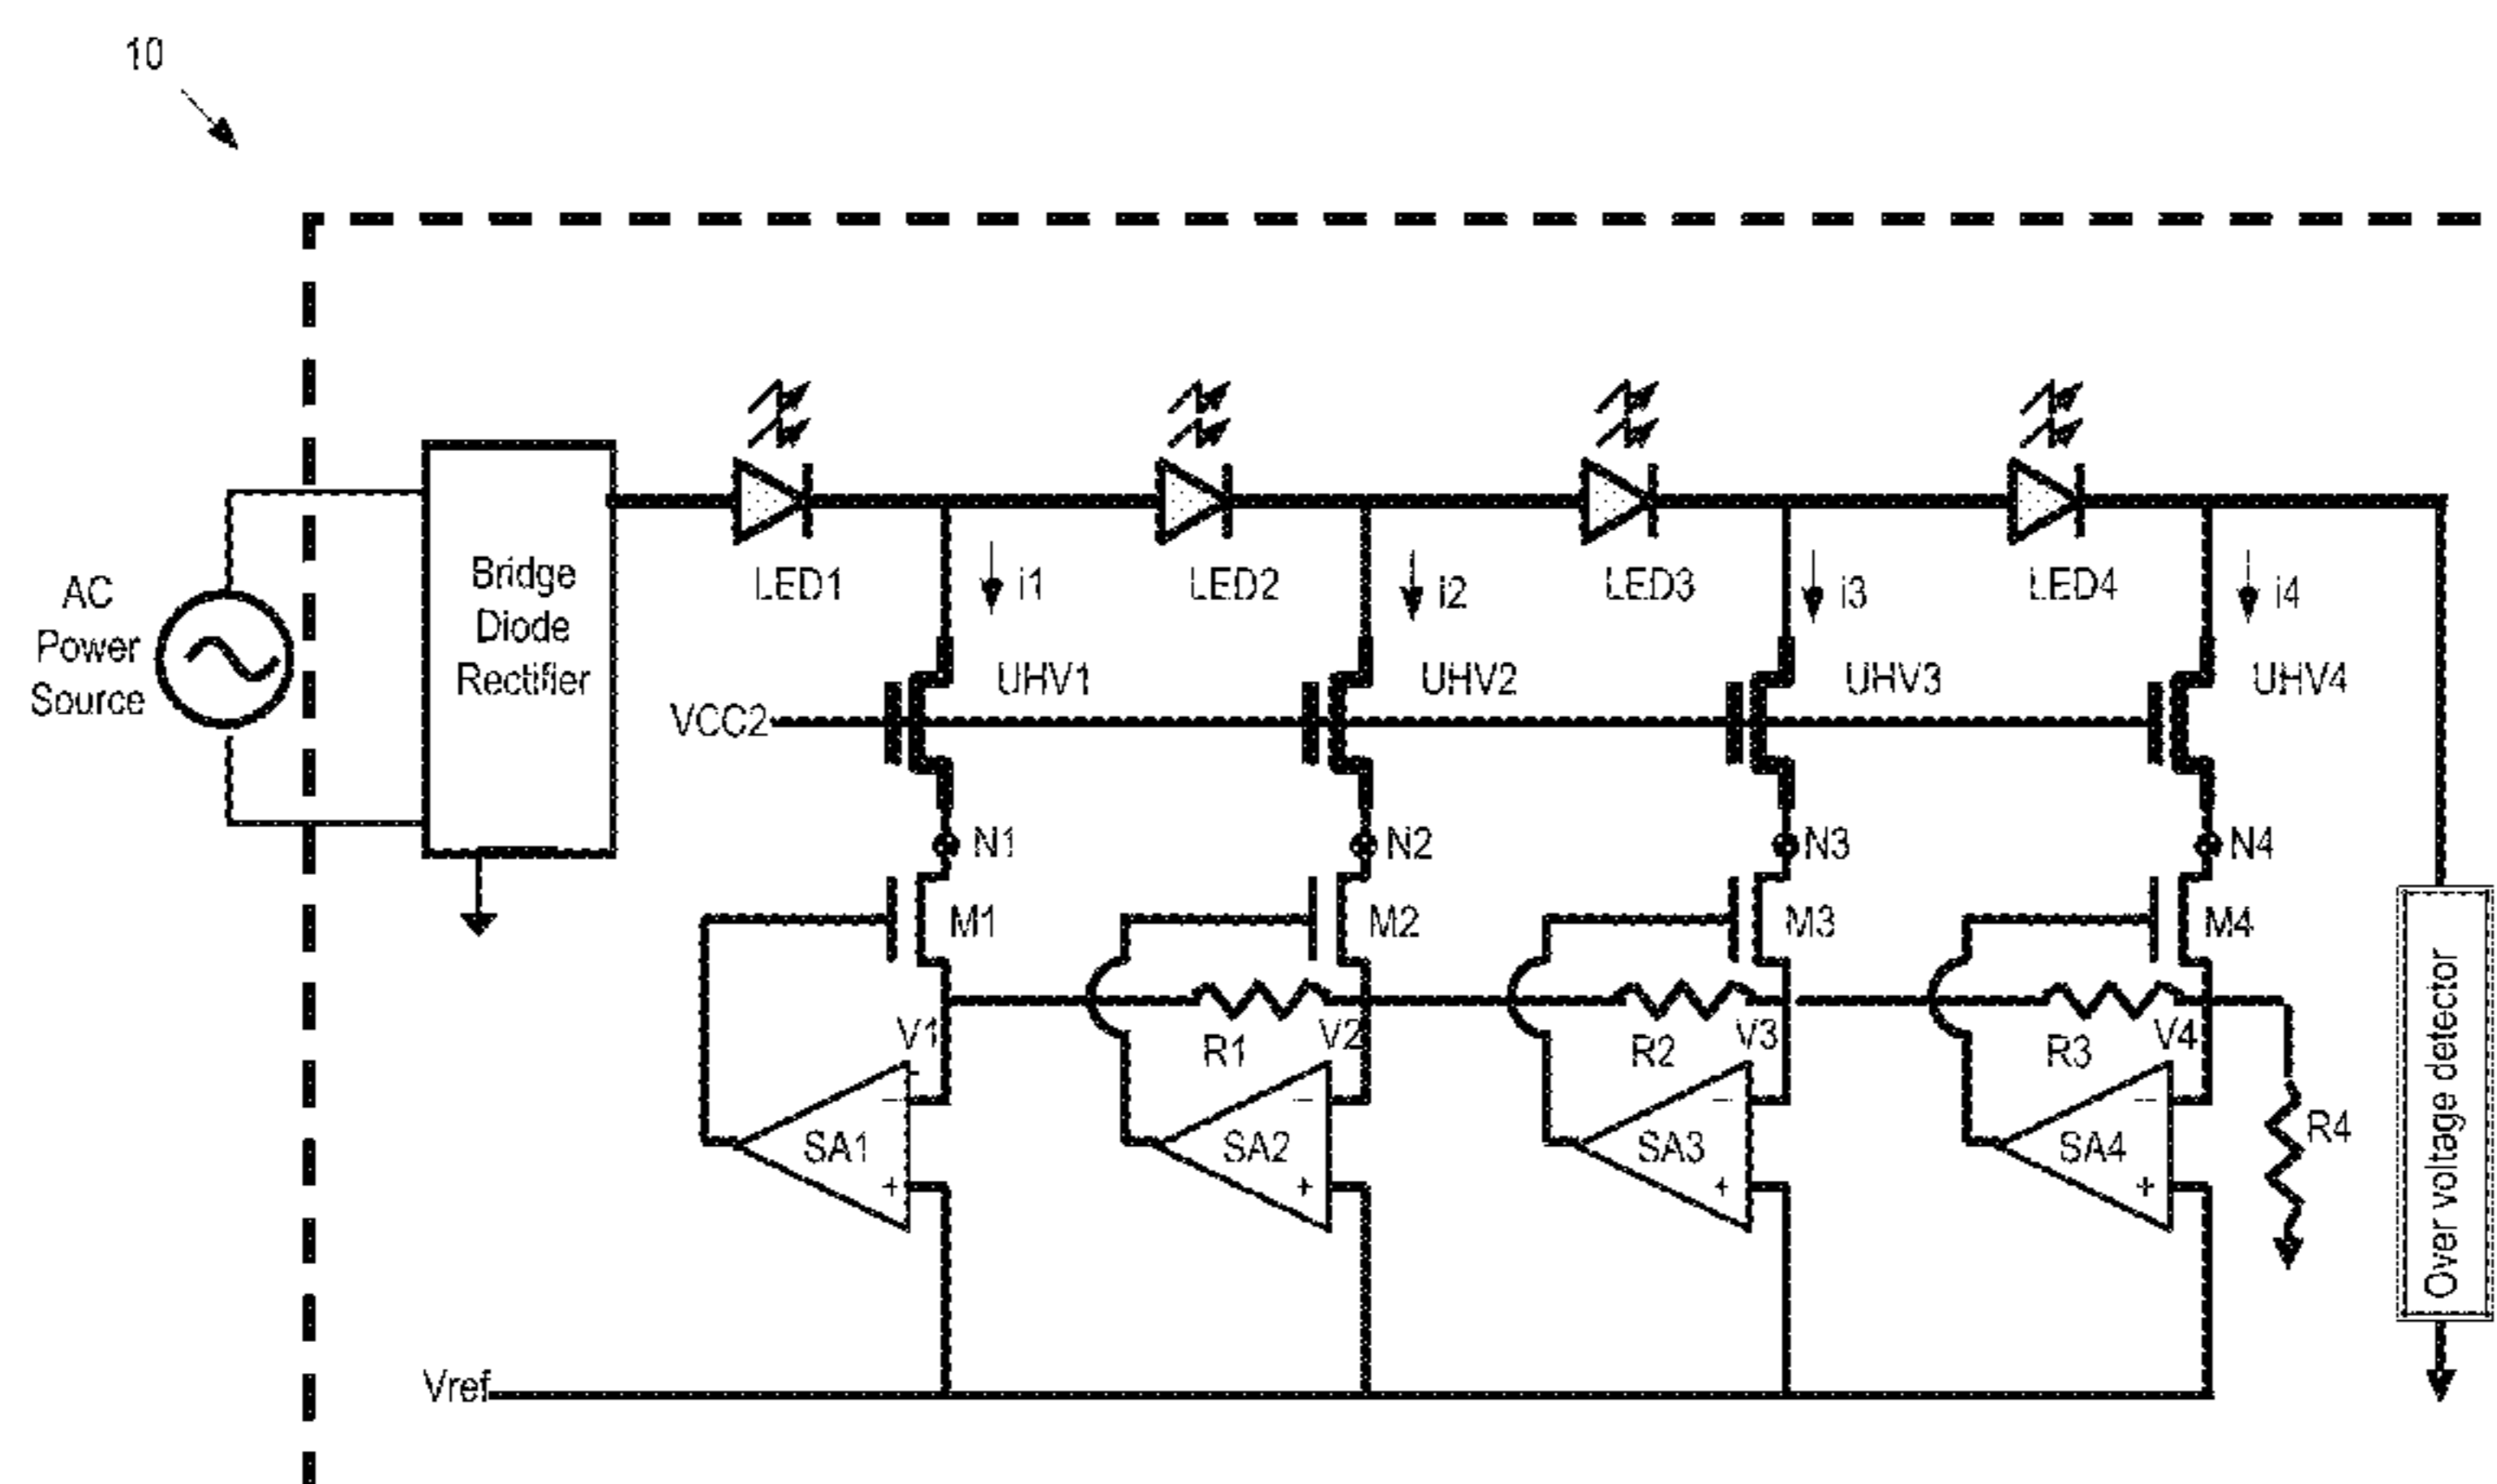 10
AC
Power
Source
Bridge
Diode
Rectifier
LED1
i1
LED2
i2
LED3
i3
LED4
i4
UHV1
UHV2
UHV3
UHV4
VCC2
N1
N2
N3
N4
M1
M2
M3
M4
V1
R1
V2
R2
V3
R3
V4
R4
− SA1 +
− SA2 +
− SA3 +
− SA4 +
Over voltage detector
Vref